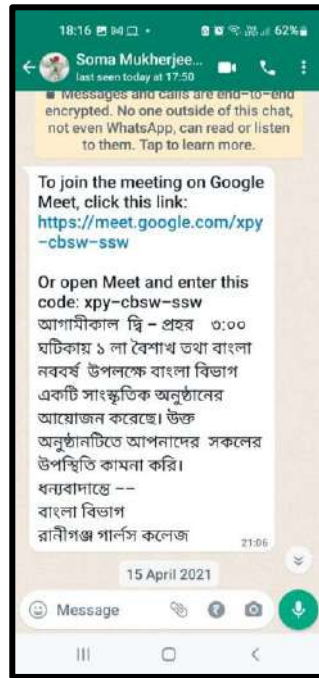 18:16
62%
Soma Mukherjee...
last seen today at 17:50
Messages and calls are end-to-end
encrypted. No one outside of this chat,
not even WhatsApp, can read or listen
to them. Tap to learn more.
To join the meeting on Google
Meet, click this link:
https://meet.google.com/xpy
-cbsw-ssw
Or open Meet and enter this
code: xpy-cbsw-ssw
আগামীকাল দ্বি – প্রহর ৩:০০
ঘটিকায় ১ লা বৈশাখ তথা বাংলা
নববর্ষ উপলক্ষে বাংলা বিভাগ
একটি সাংস্কৃতিক অনুষ্ঠানের
আয়োজন করেছে। উক্ত
অনুষ্ঠানটিতে আপনাদের সকলের
উপস্থিতি কামনা করি।
ধন্যবাদান্তে --
বাংলা বিভাগ
রানীগঞ্জ গার্লস কলেজ
21:06
15 April 2021
Message